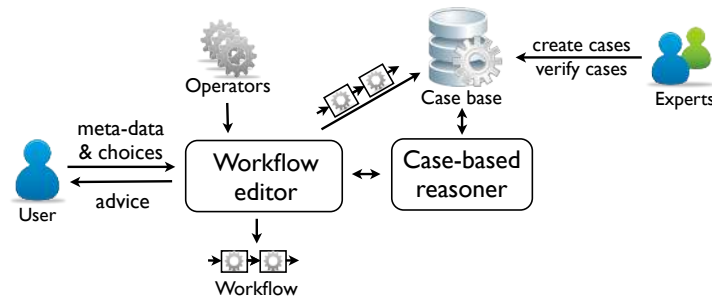 Operators
Case base
create cases
verify cases
Experts
meta-data
& choices
advice
User
Workflow
editor
Case-based
reasoner
Workflow